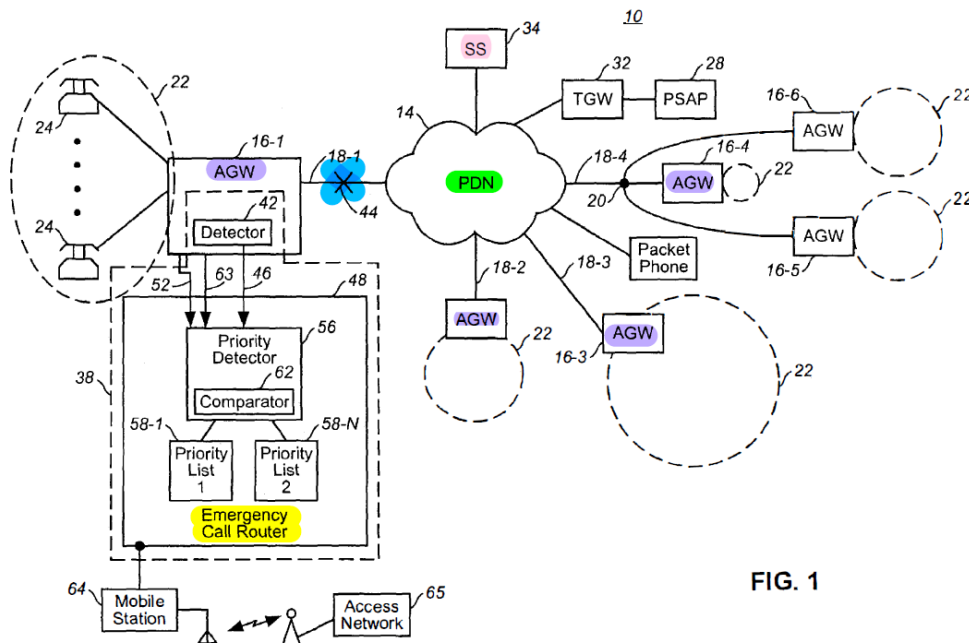 10
34
SS
22
32
28
TGW
PSAP
14
16-6
22
24
16-1
AGW
18-1
AGW
16-4
18-4
AGW
22
PDN
44
20
22
42
24
Detector
AGW
Packet
Phone
16-5
18-2
18-3
52
63
46
48
56
AGW
22
AGW
16-3
Priority
Detector
38
62
22
Comparator
58-1
58-N
Priority
List
1
Priority
List
2
Emergency
Call Router
FIG. 1
64
Mobile
Station
Access
Network
65